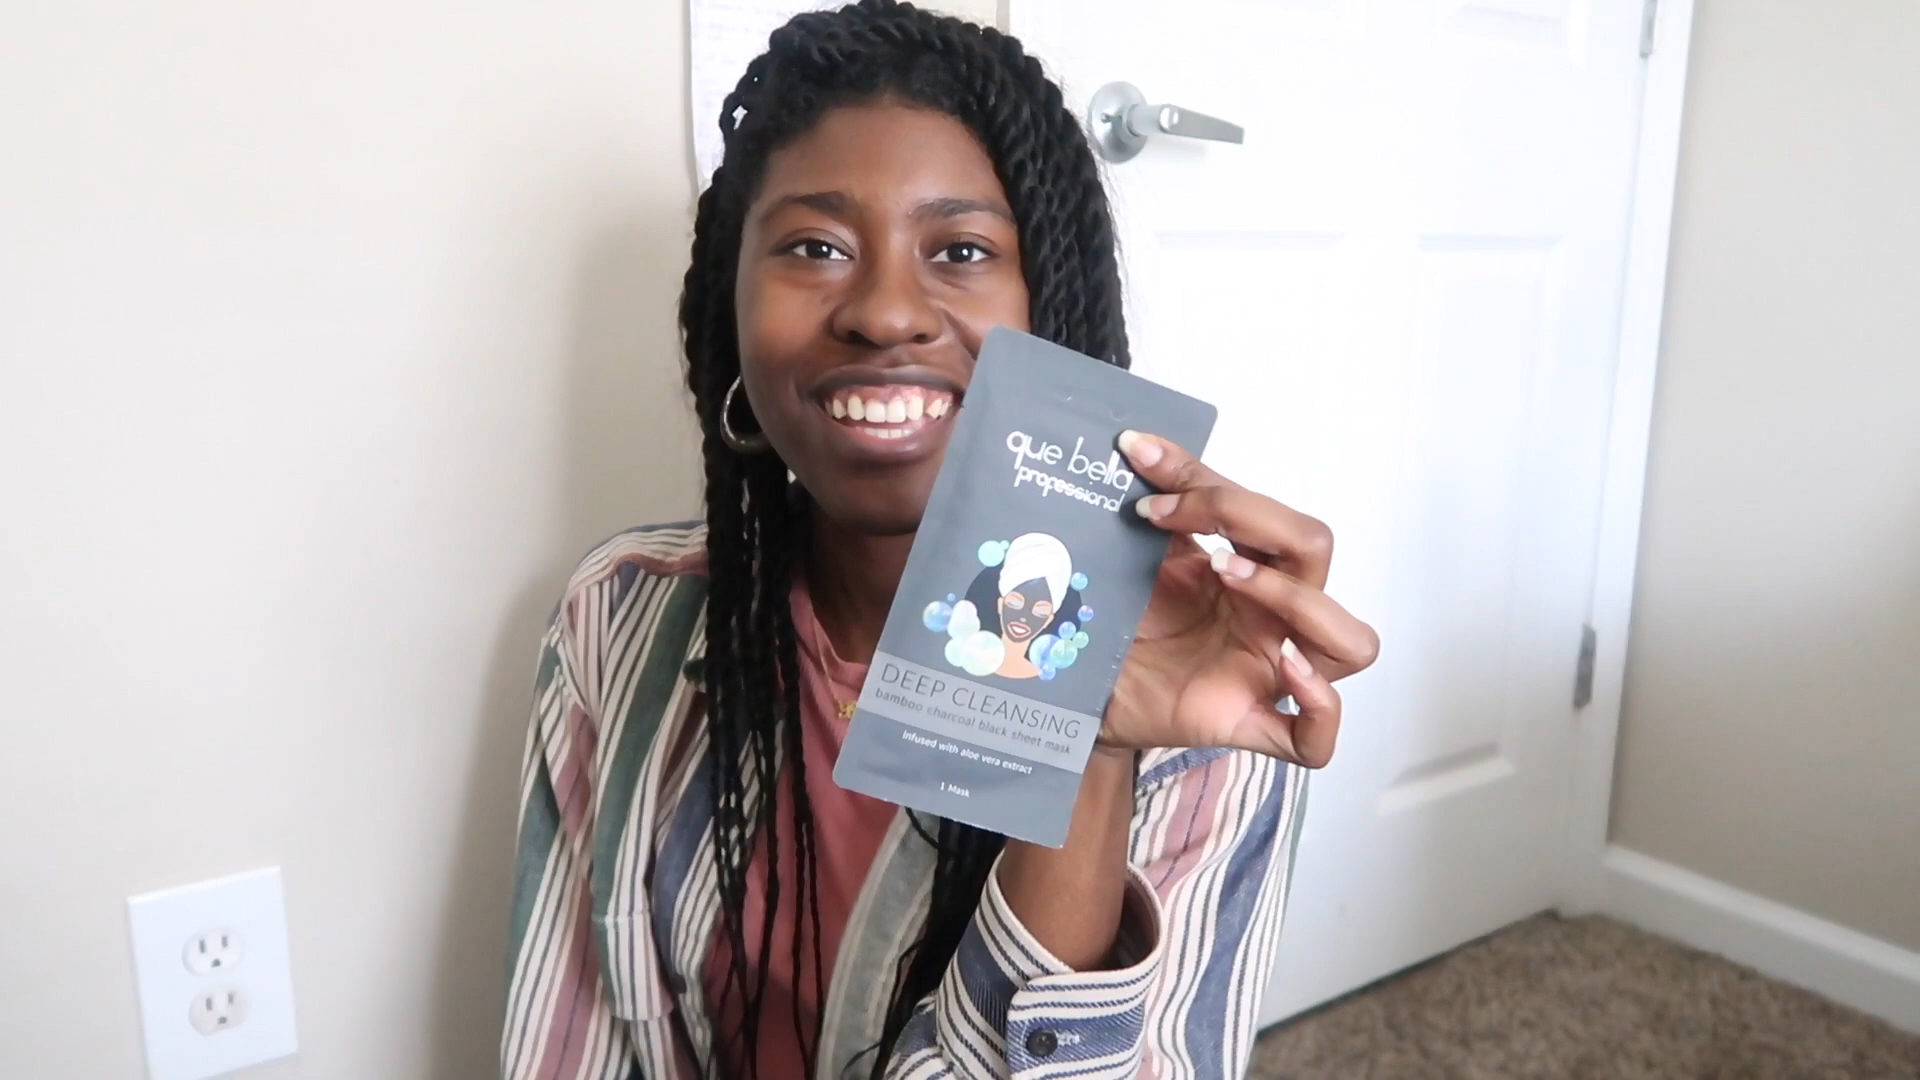 que bella
professional
DEEP CLEANSING
bamboo charcoal black sheet mask
Infused with aloe vera extract
1 Mask